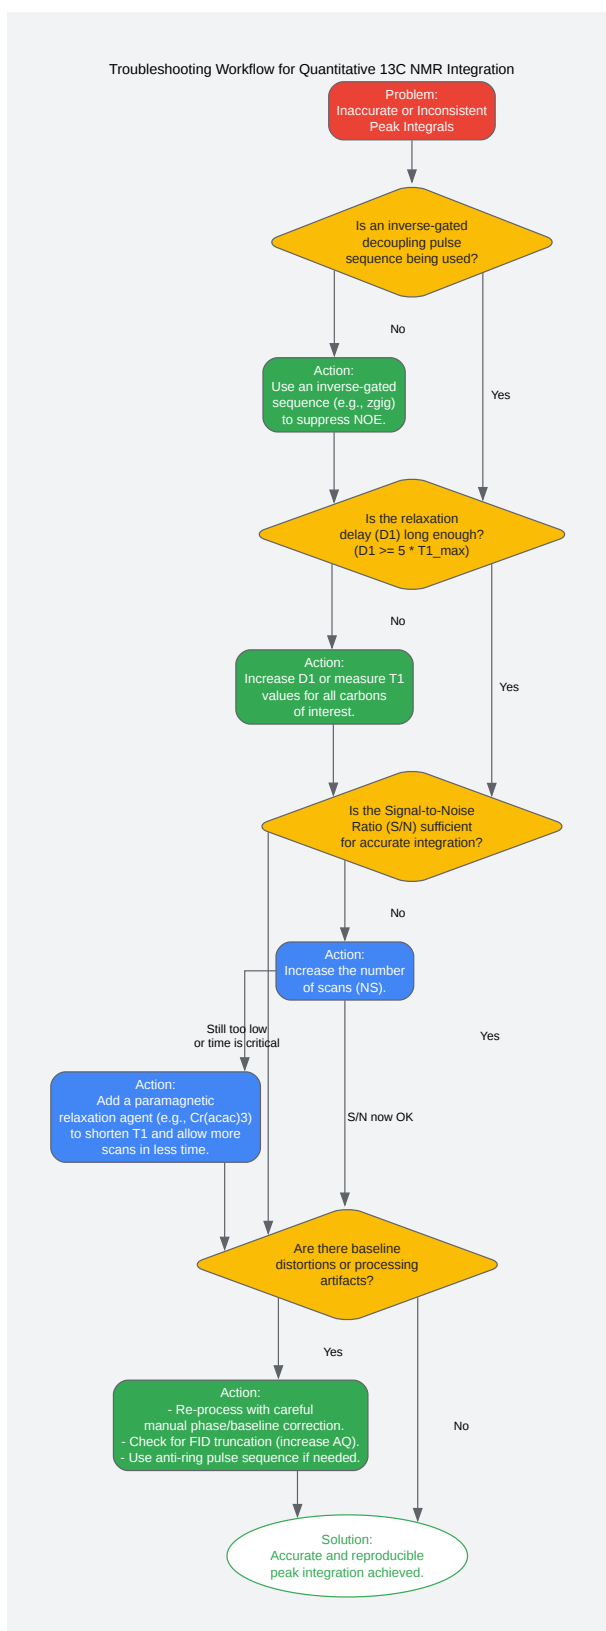 Troubleshooting Workflow for Quantitative 13C NMR Integration
Problem:
Inaccurate or Inconsistent
Peak Integrals
Is an inverse-gated
decoupling pulse
sequence being used?
No
Action:
Use an inverse-gated
sequence (e.g., zgig)
to suppress NOE.
Yes
Is the relaxation
delay (D1) long enough?
(D1 >= 5 * T1_max)
No
Action:
Increase D1 or measure T1
values for all carbons
of interest.
Yes
Is the Signal-to-Noise
Ratio (S/N) sufficient
for accurate integration?
No
Action:
Increase the number
of scans (NS).
Still too low
or time is critical
Yes
Action:
Add a paramagnetic
relaxation agent (e.g., Cr(acac)3)
to shorten T1 and allow more
scans in less time.
S/N now OK
Are there baseline
distortions or processing
artifacts?
Yes
Action:
- Re-process with careful
manual phase/baseline correction.
- Check for FID truncation (increase AQ).
- Use anti-ring pulse sequence if needed.
No
Solution:
Accurate and reproducible
peak integration achieved.